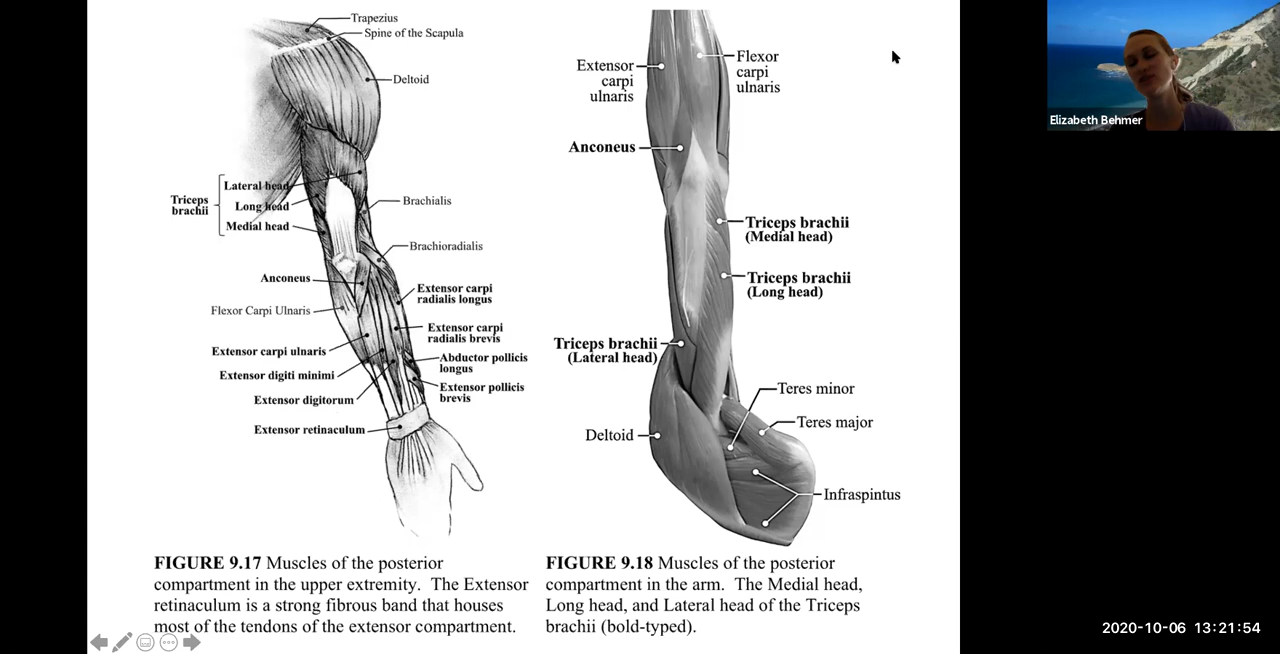 Trapezius
Spine of the Scapula
Deltoid
Lateral head
Triceps
brachii
Long head
Medial head
Brachialis
Brachioradialis
Anconeus
Extensor carpi
radialis longus
Flexor Carpi Ulnaris
Extensor carpi
radialis brevis
Extensor carpi ulnaris
Abductor pollicis
longus
Extensor digiti minimi
Extensor pollicis
brevis
Extensor digitorum
Extensor retinaculum
FIGURE 9.17 Muscles of the posterior
compartment in the upper extremity. The Extensor
retinaculum is a strong fibrous band that houses
most of the tendons of the extensor compartment.
Extensor
carpi
ulnaris
Flexor
carpi
ulnaris
Anconeus
Triceps brachii
(Medial head)
Triceps brachii
(Long head)
Triceps brachii
(Lateral head)
Teres minor
Teres major
Deltoid
Infraspintus
FIGURE 9.18 Muscles of the posterior
compartment in the arm. The Medial head,
Long head, and Lateral head of the Triceps
brachii (bold-typed).
Elizabeth Behmer
2020-10-06 13:21:54